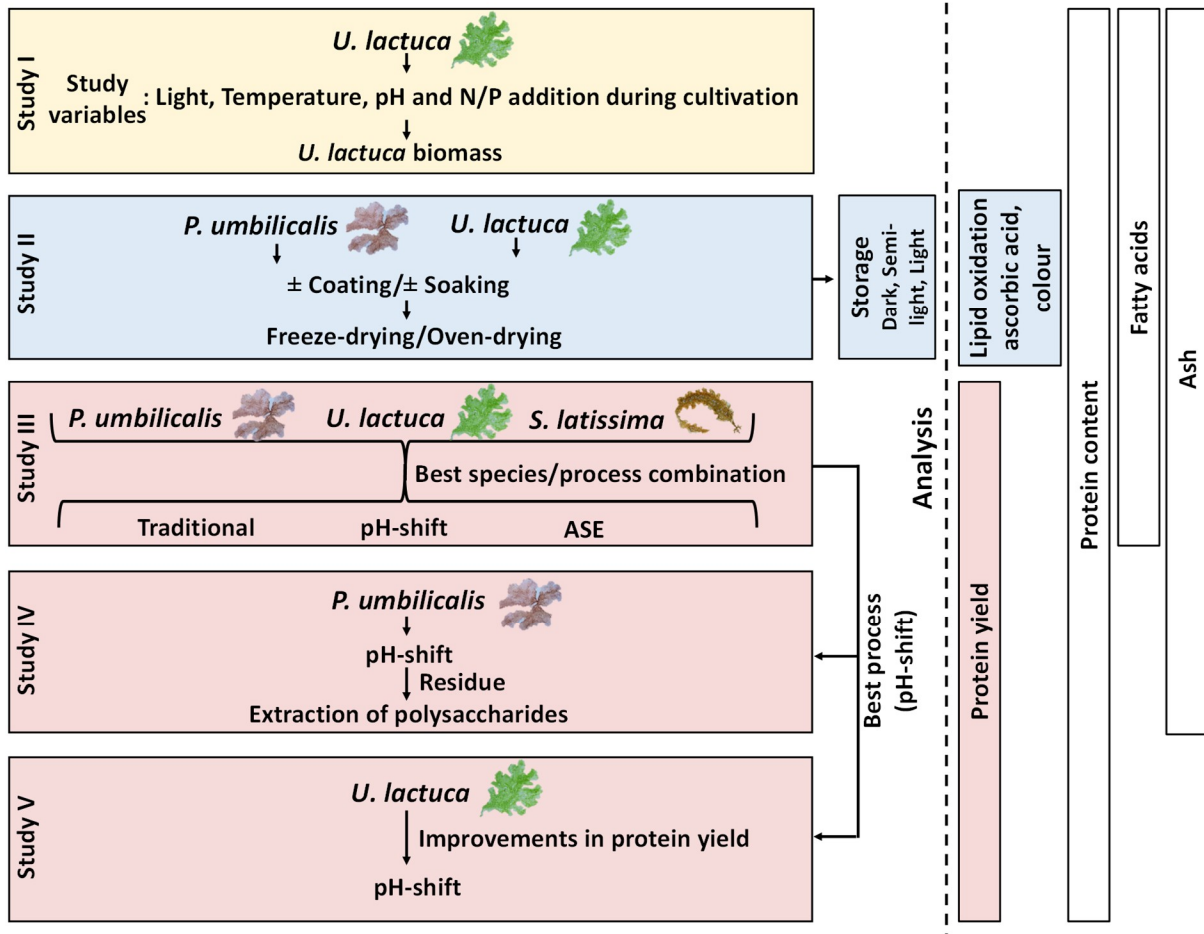 Study I
U. lactuca
Study
variables
: Light, Temperature, pH and N/P addition during cultivation
U. lactuca biomass
Study II
P. umbilicalis
U. lactuca
± Coating/± Soaking
Freeze-drying/Oven-drying
Storage
Dark, Semi-
light, Light
Study III
P. umbilicalis
U. lactuca
S. latissima
Best species/process combination
Traditional
pH-shift
ASE
Study IV
P. umbilicalis
pH-shift
Residue
Extraction of polysaccharides
Study V
U. lactuca
Improvements in protein yield
pH-shift
Best process
(pH-shift)
Analysis
Lipid oxidation
ascorbic acid,
colour
Protein yield
Protein content
Fatty acids
Ash